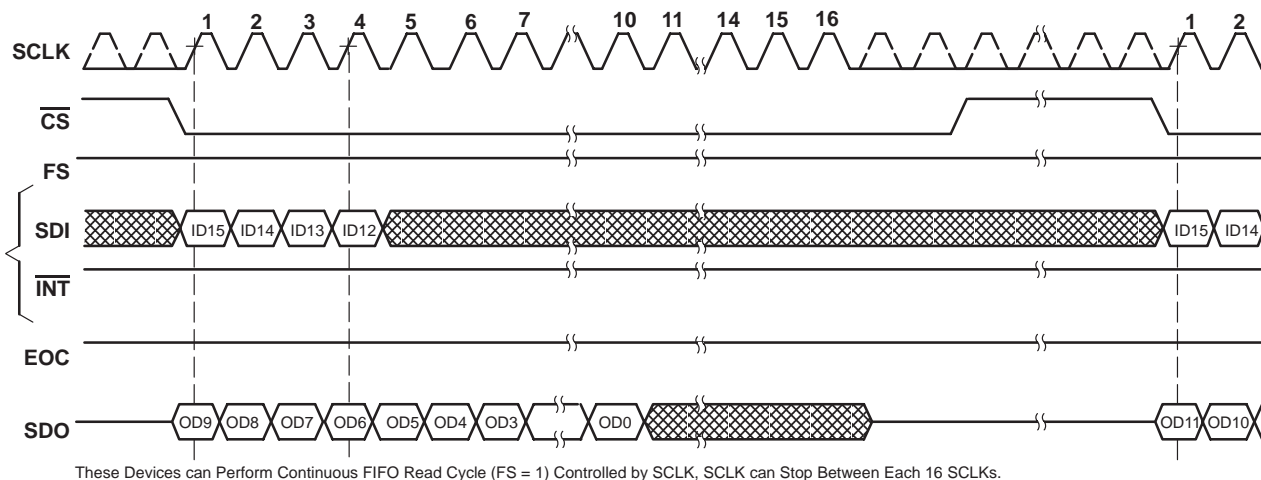 1 2 3 4 5 6 7 10 11 14 15 16 1 2
SCLK
CS
FS
SDI ID15 ID14 ID13 ID12 ID15 ID14
INT
EOC
SDO OD9 OD8 OD7 OD6 OD5 OD4 OD3 OD0 OD11 OD10
These Devices can Perform Continuous FIFO Read Cycle (FS = 1) Controlled by SCLK, SCLK can Stop Between Each 16 SCLKs.